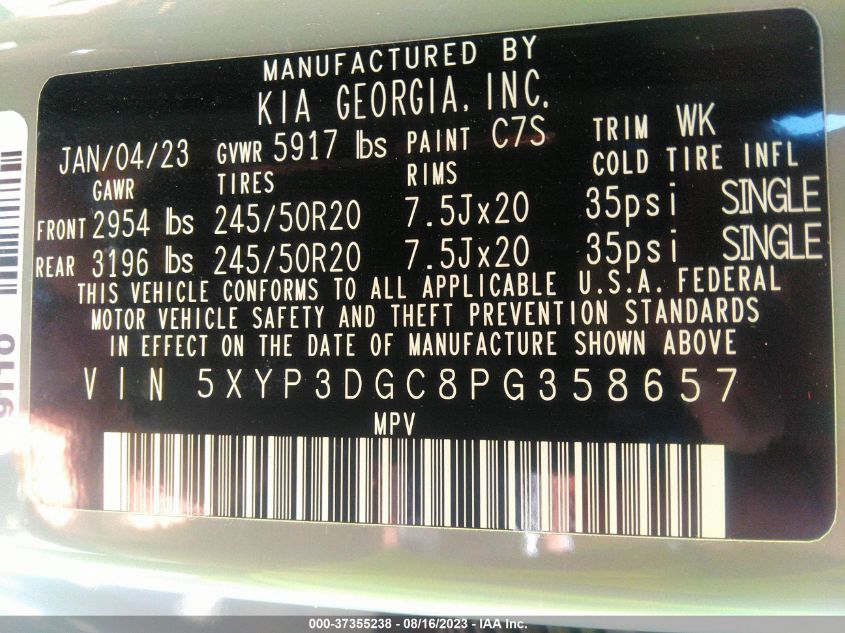 MANUFACTURED BY
KIA GEORGIA, INC.
JAN/04/23 GVWR 5917 lbs PAINT C7S TRIM WK
GAWR TIRES RIMS COLD TIRE INFL
FRONT 2954 lbs 245/50R20 7.5Jx20 35psi SINGLE
REAR 3196 lbs 245/50R20 7.5Jx20 35psi SINGLE
THIS VEHICLE CONFORMS TO ALL APPLICABLE U.S.A. FEDERAL
MOTOR VEHICLE SAFETY AND THEFT PREVENTION STANDARDS
IN EFFECT ON THE DATE OF MANUFACTURE SHOWN ABOVE
VIN 5XYP3DGC8PG358657
MPV
000-37355238 - 08/16/2023 - IAA Inc.